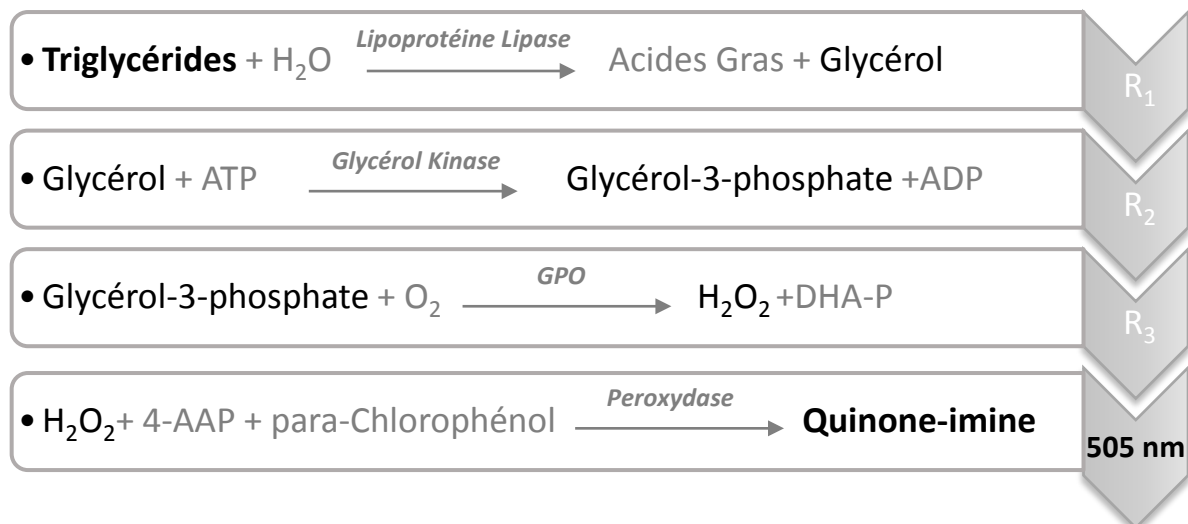 • Triglycérides + H₂O Lipoprotéine Lipase Acides Gras + Glycérol R₁
• Glycérol + ATP Glycérol Kinase Glycérol-3-phosphate +ADP R₂
• Glycérol-3-phosphate + O₂ GPO H₂O₂ +DHA-P R₃
• H₂O₂+ 4-AAP + para-Chlorophénol Peroxydase Quinone-imine 505 nm